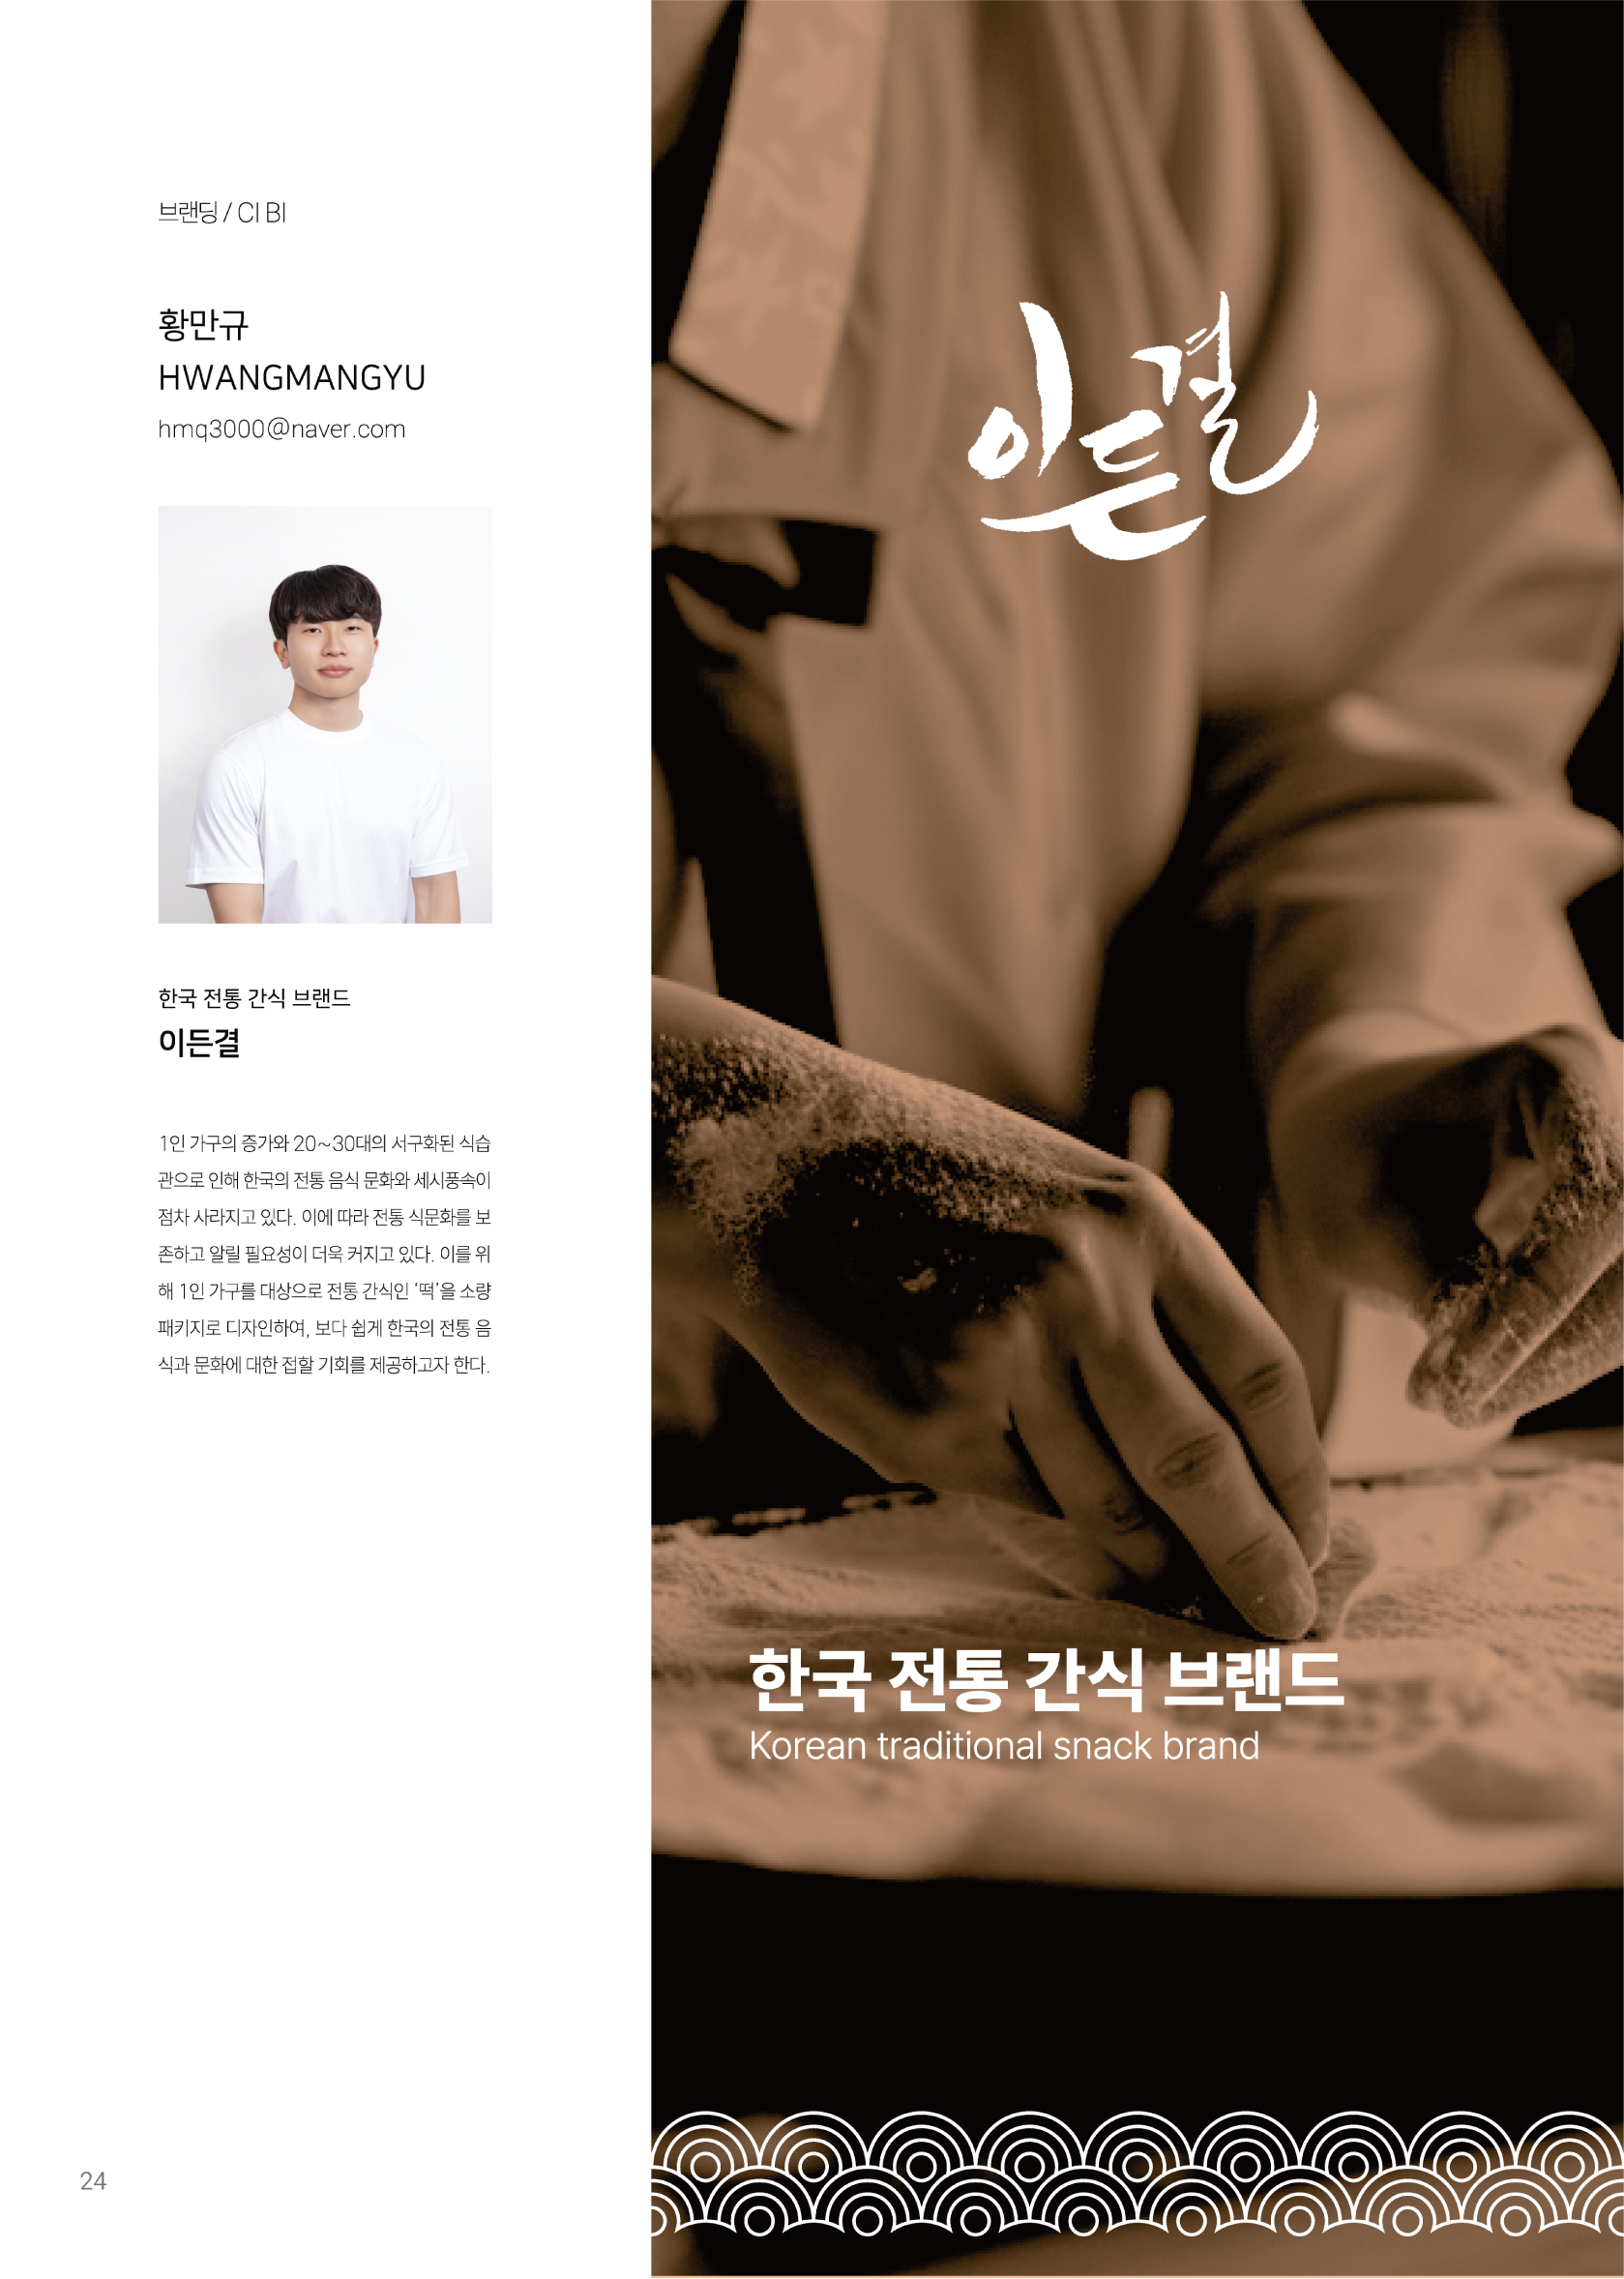 브랜딩 / CI BI
황만규
HWANGMANGYU
hmq3000@naver.com
한국 전통 간식 브랜드
이든결
1인 가구의 증가와 20~30대의 서구화된 식습
관으로 인해 한국의 전통 음식 문화와 세시풍속이
점차 사라지고 있다. 이에 따라 전통 식문화를 보
존하고 알릴 필요성이 더욱 커지고 있다. 이를 위
해 1인 가구를 대상으로 전통 간식인 ‘떡’을 소량
패키지로 디자인하여, 보다 쉽게 한국의 전통 음
식과 문화에 대한 접할 기회를 제공하고자 한다.
24
이든결
한국 전통 간식 브랜드
Korean traditional snack brand